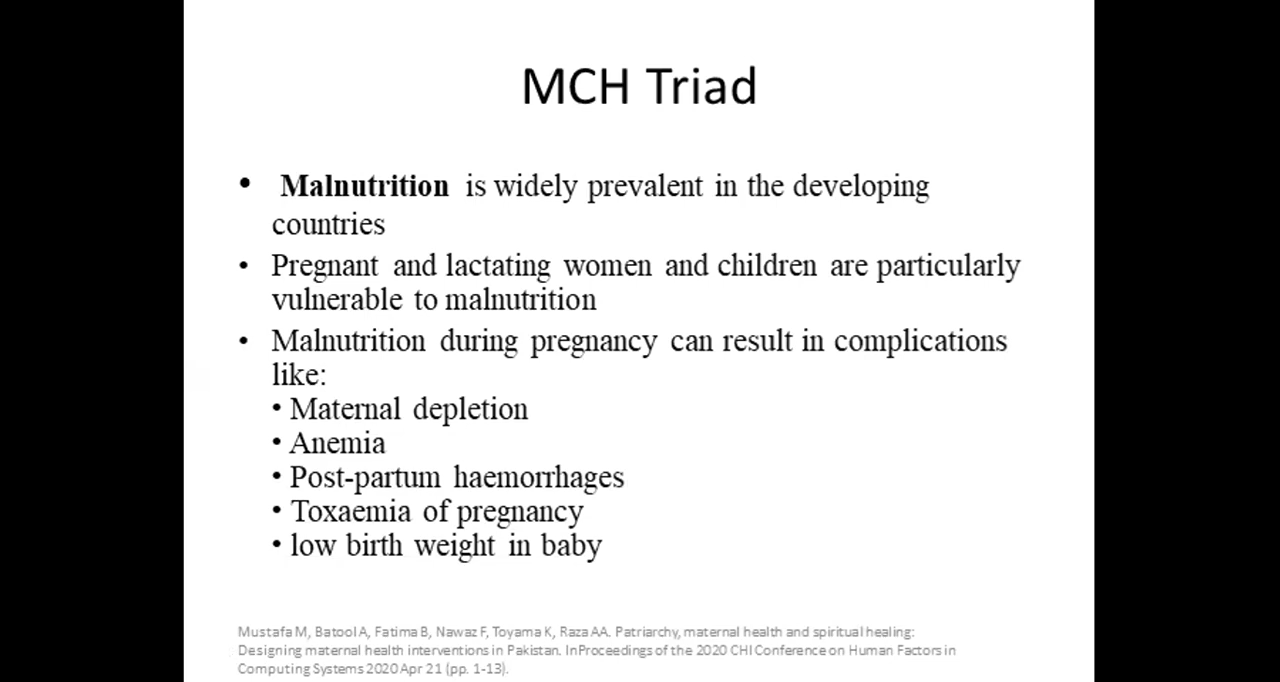 MCH Triad
• Malnutrition is widely prevalent in the developing
countries
• Pregnant and lactating women and children are particularly
vulnerable to malnutrition
• Malnutrition during pregnancy can result in complications
like:
• Maternal depletion
• Anemia
• Post-partum haemorrhages
• Toxaemia of pregnancy
• low birth weight in baby
Mustafa M, Batool A, Fatima B, Nawaz F, Toyama K, Raza AA. Patriarchy, maternal health and spiritual healing:
Designing maternal health interventions in Pakistan. InProceedings of the 2020 CHI Conference on Human Factors in
Computing Systems 2020 Apr 21 (pp. 1-13).